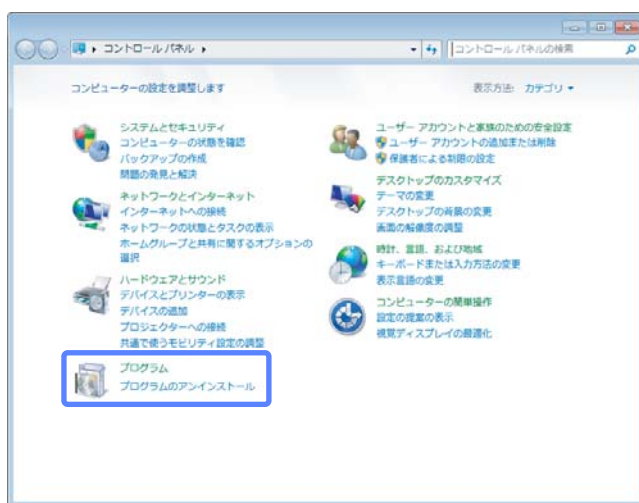 コントロール パネル
コントロール パネルの検索
コンピューターの設定を調整します
表示方法: カテゴリ
システムとセキュリティ
コンピューターの状態を確認
バックアップの作成
問題の発見と解決
ネットワークとインターネット
インターネットへの接続
ネットワークの状態とタスクの表示
ホームグループと共有に関するオプションの
選択
ハードウェアとサウンド
デバイスとプリンターの表示
デバイスの追加
プロジェクターへの接続
共通で使うモビリティ設定の調整
プログラム
プログラムのアンインストール
ユーザー アカウントと家族のための安全設定
ユーザー アカウントの追加または削除
保護者による制限の設定
デスクトップのカスタマイズ
テーマの変更
デスクトップの背景の変更
画面の解像度の調整
時計、言語、および地域
キーボードまたは入力方法の変更
表示言語の変更
コンピューターの簡単操作
設定の提案の表示
視覚ディスプレイの最適化